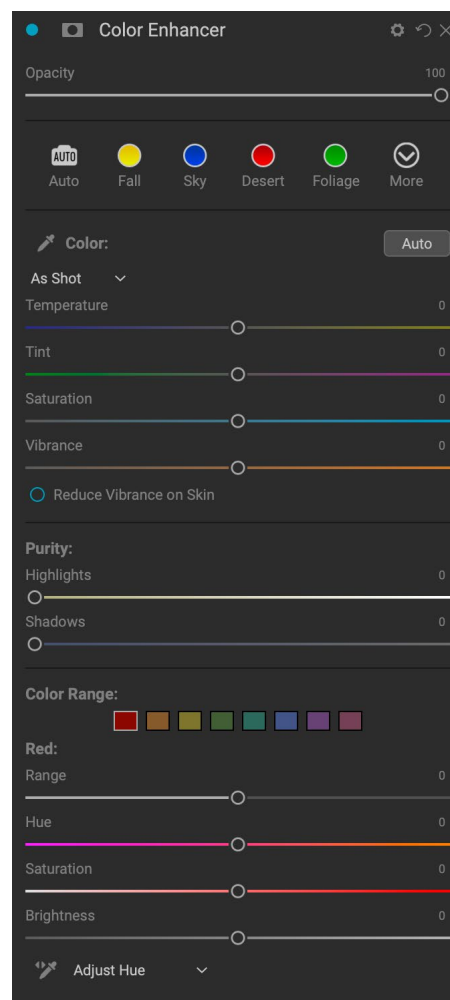 Color Enhancer
Opacity 100
AUTO
Auto Fall Sky Desert Foliage More
Color: Auto
As Shot
Temperature 0
Tint 0
Saturation 0
Vibrance 0
Reduce Vibrance on Skin
Purity:
Highlights 0
Shadows 0
Color Range:
Red:
Range 0
Hue 0
Saturation 0
Brightness 0
Adjust Hue